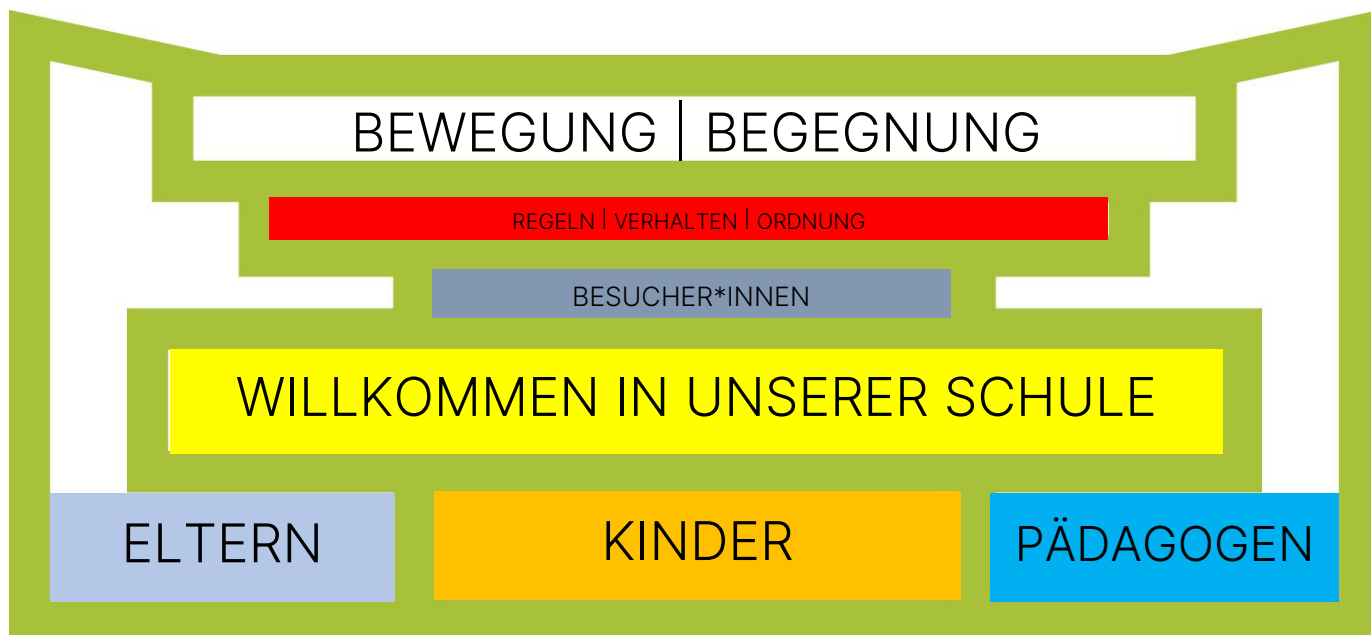 BEWEGUNG | BEGEGNUNG
REGELN | VERHALTEN | ORDNUNG
BESUCHER*INNEN
WILLKOMMEN IN UNSERER SCHULE
ELTERN KINDER PÄDAGOGEN